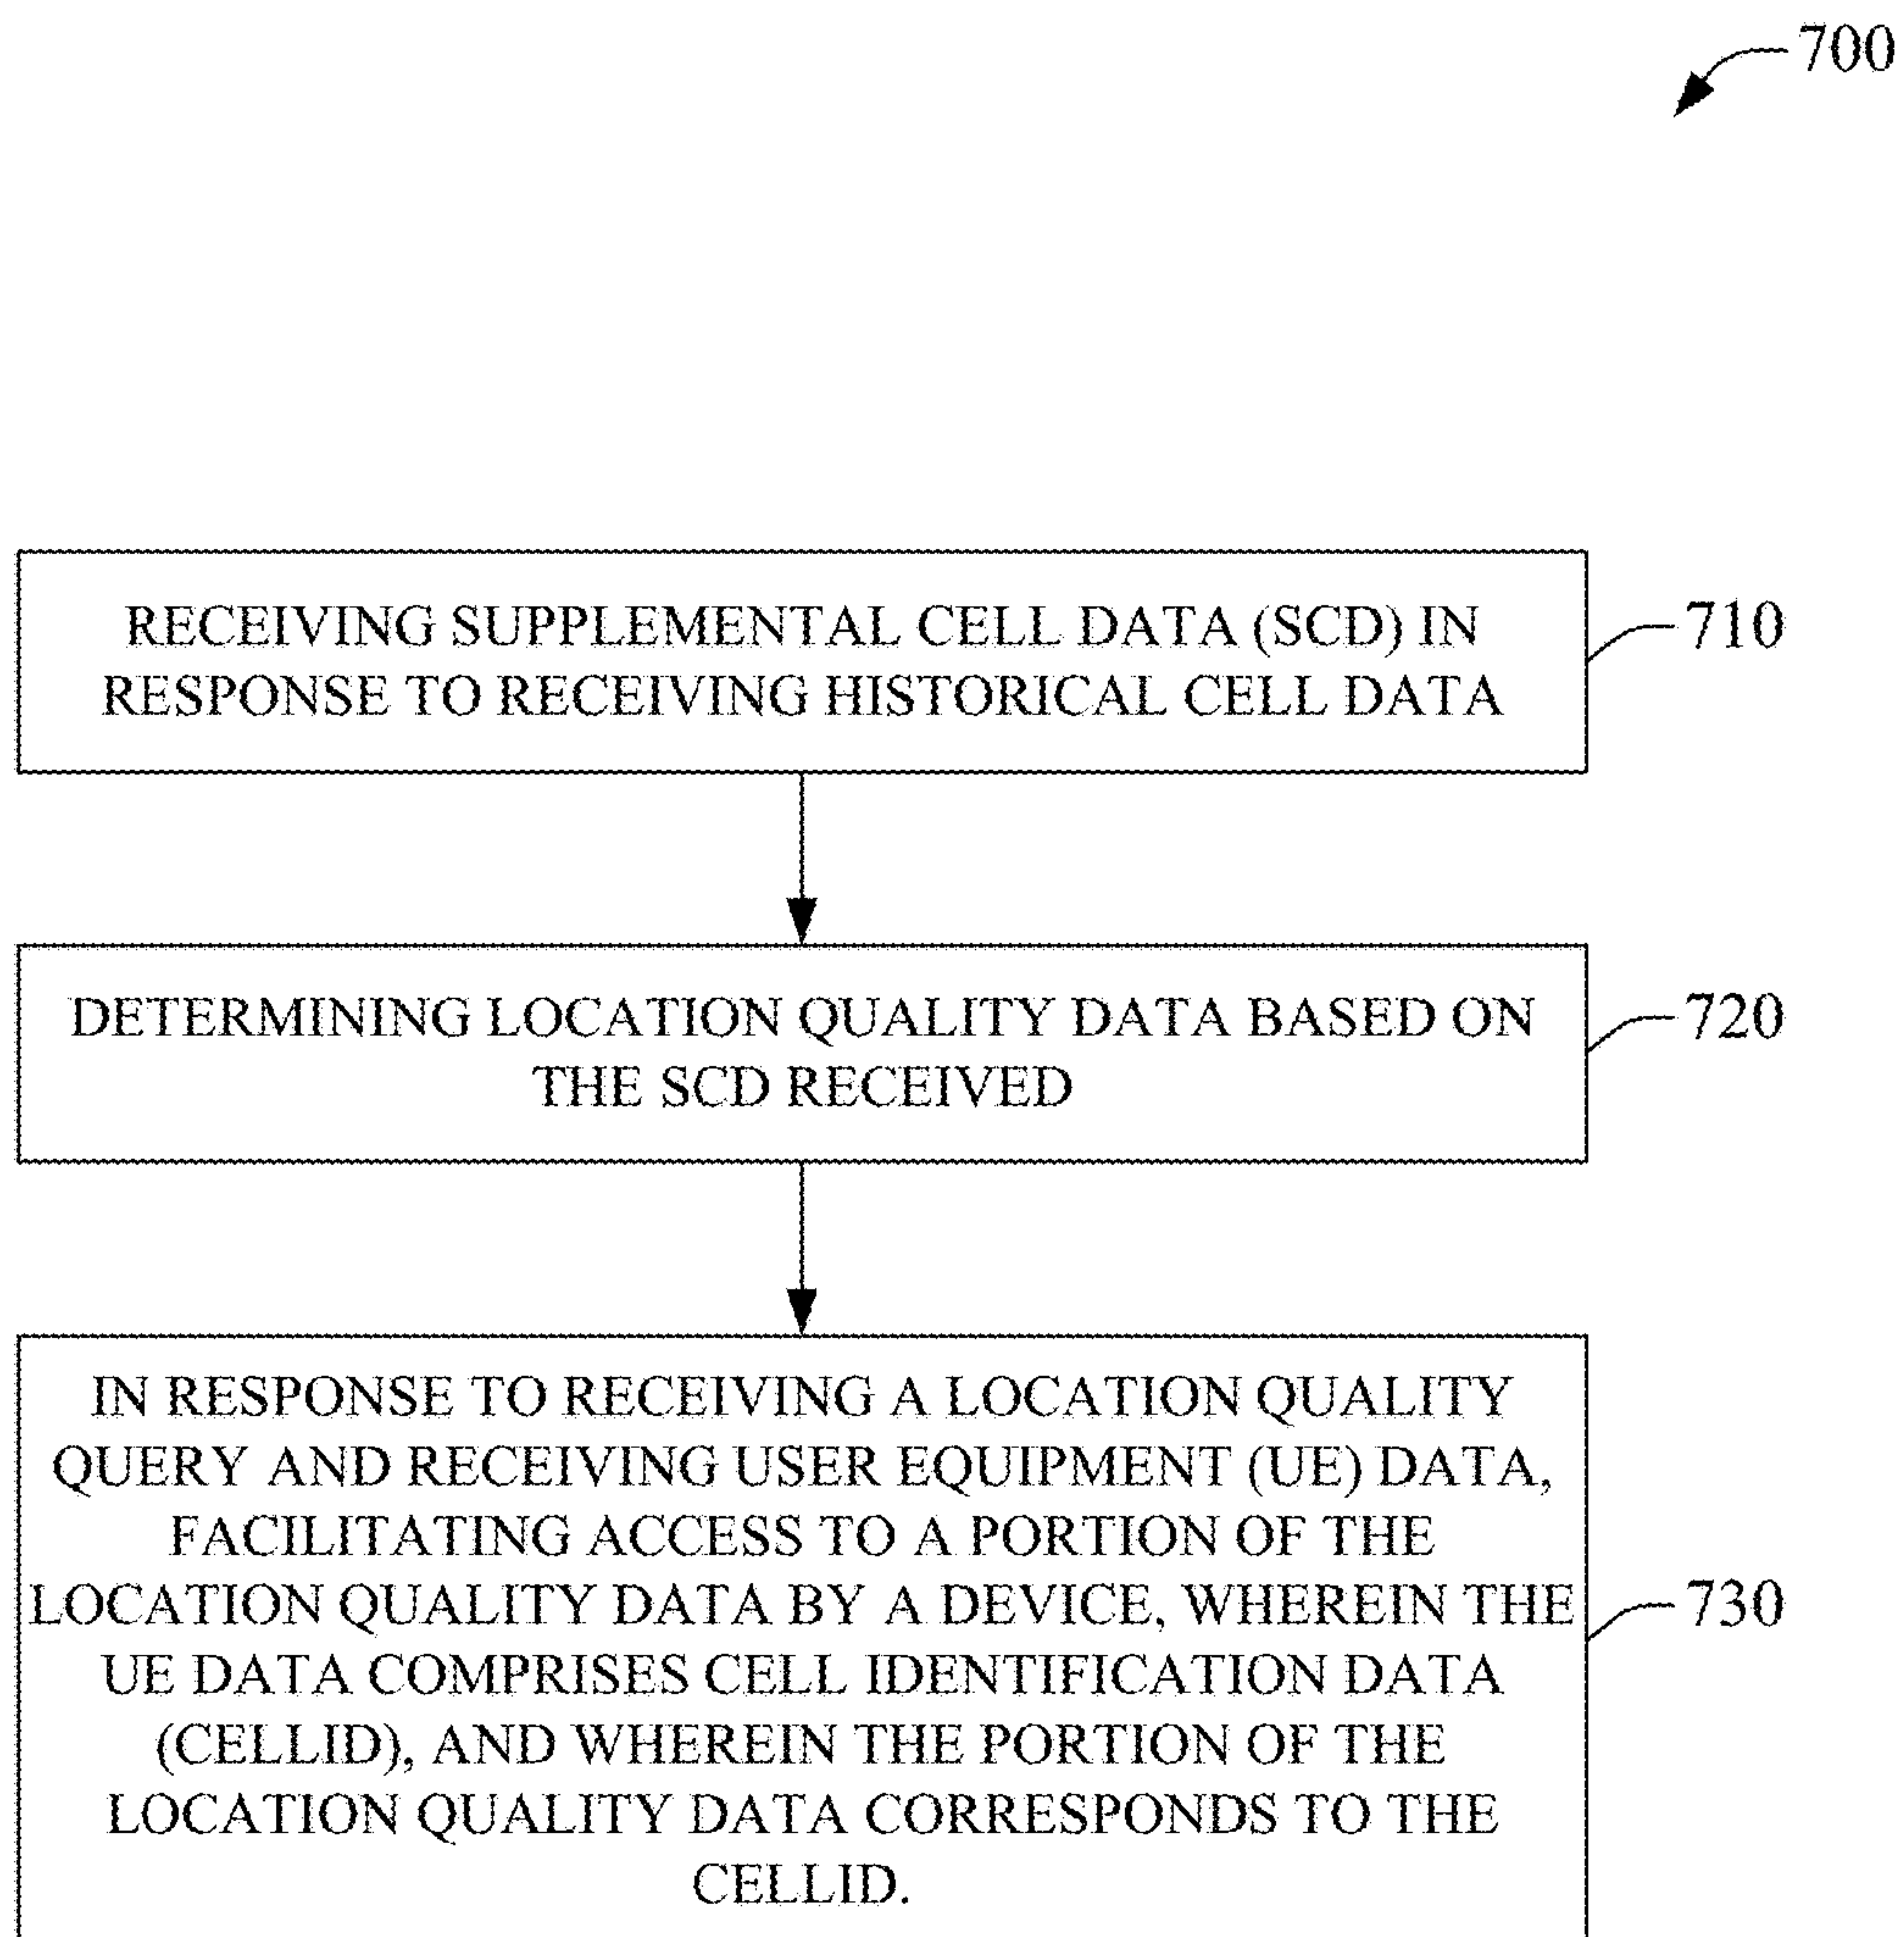 700
RECEIVING SUPPLEMENTAL CELL DATA (SCD) IN
RESPONSE TO RECEIVING HISTORICAL CELL DATA
710
DETERMINING LOCATION QUALITY DATA BASED ON
THE SCD RECEIVED
720
IN RESPONSE TO RECEIVING A LOCATION QUALITY
QUERY AND RECEIVING USER EQUIPMENT (UE) DATA,
FACILITATING ACCESS TO A PORTION OF THE
LOCATION QUALITY DATA BY A DEVICE, WHEREIN THE
UE DATA COMPRISES CELL IDENTIFICATION DATA
(CELLID), AND WHEREIN THE PORTION OF THE
LOCATION QUALITY DATA CORRESPONDS TO THE
CELLID.
730